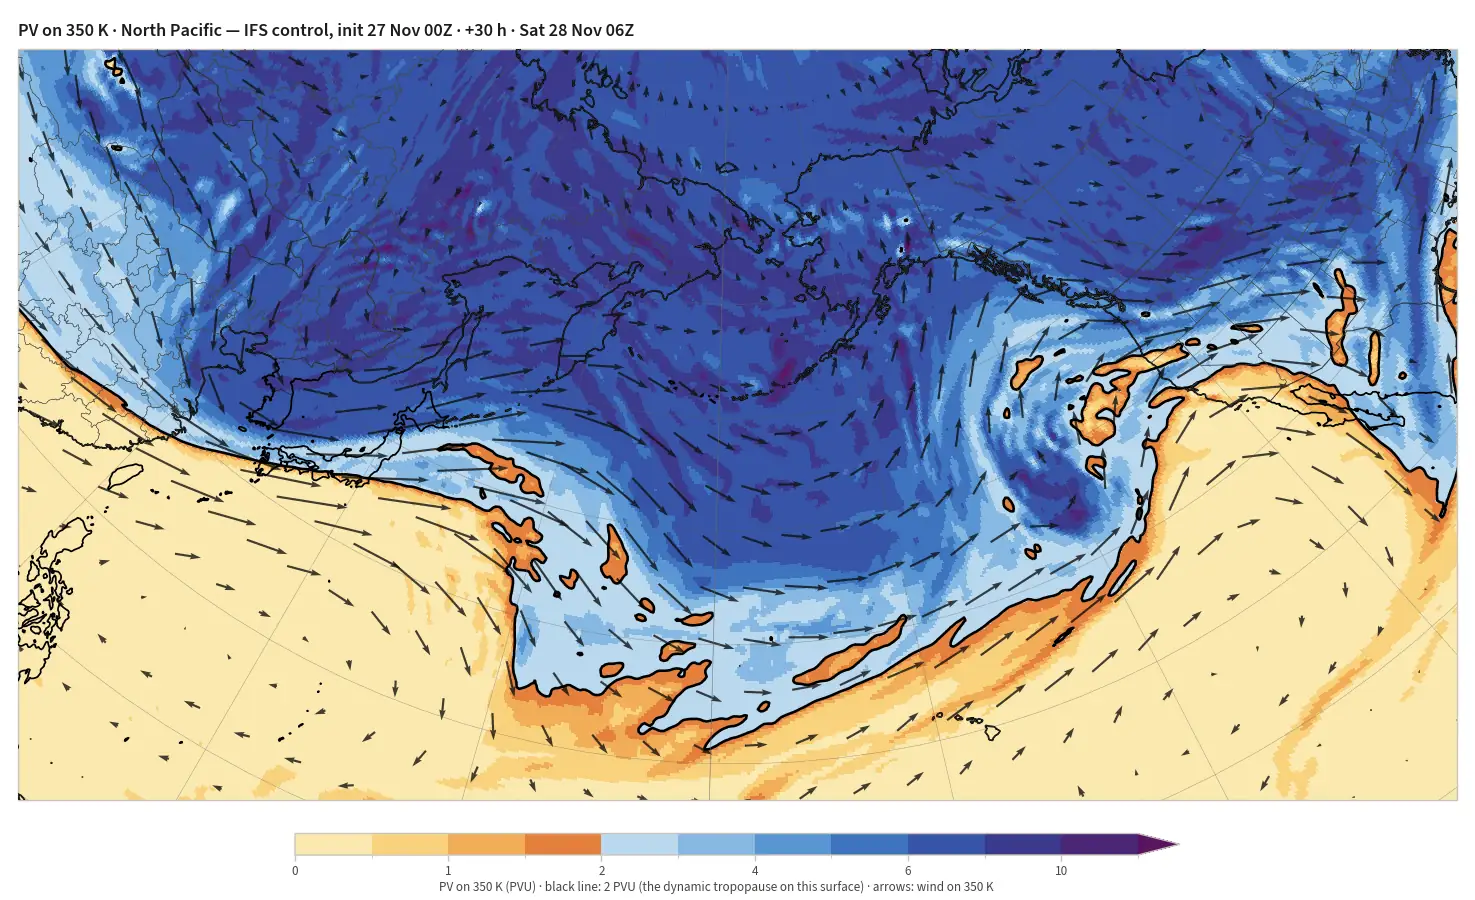 PV on 350 K · North Pacific — IFS control, init 27 Nov 00Z · +30 h · Sat 28 Nov 06Z
0 1 2 4 6 10
PV on 350 K (PVU) · black line: 2 PVU (the dynamic tropopause on this surface) · arrows: wind on 350 K